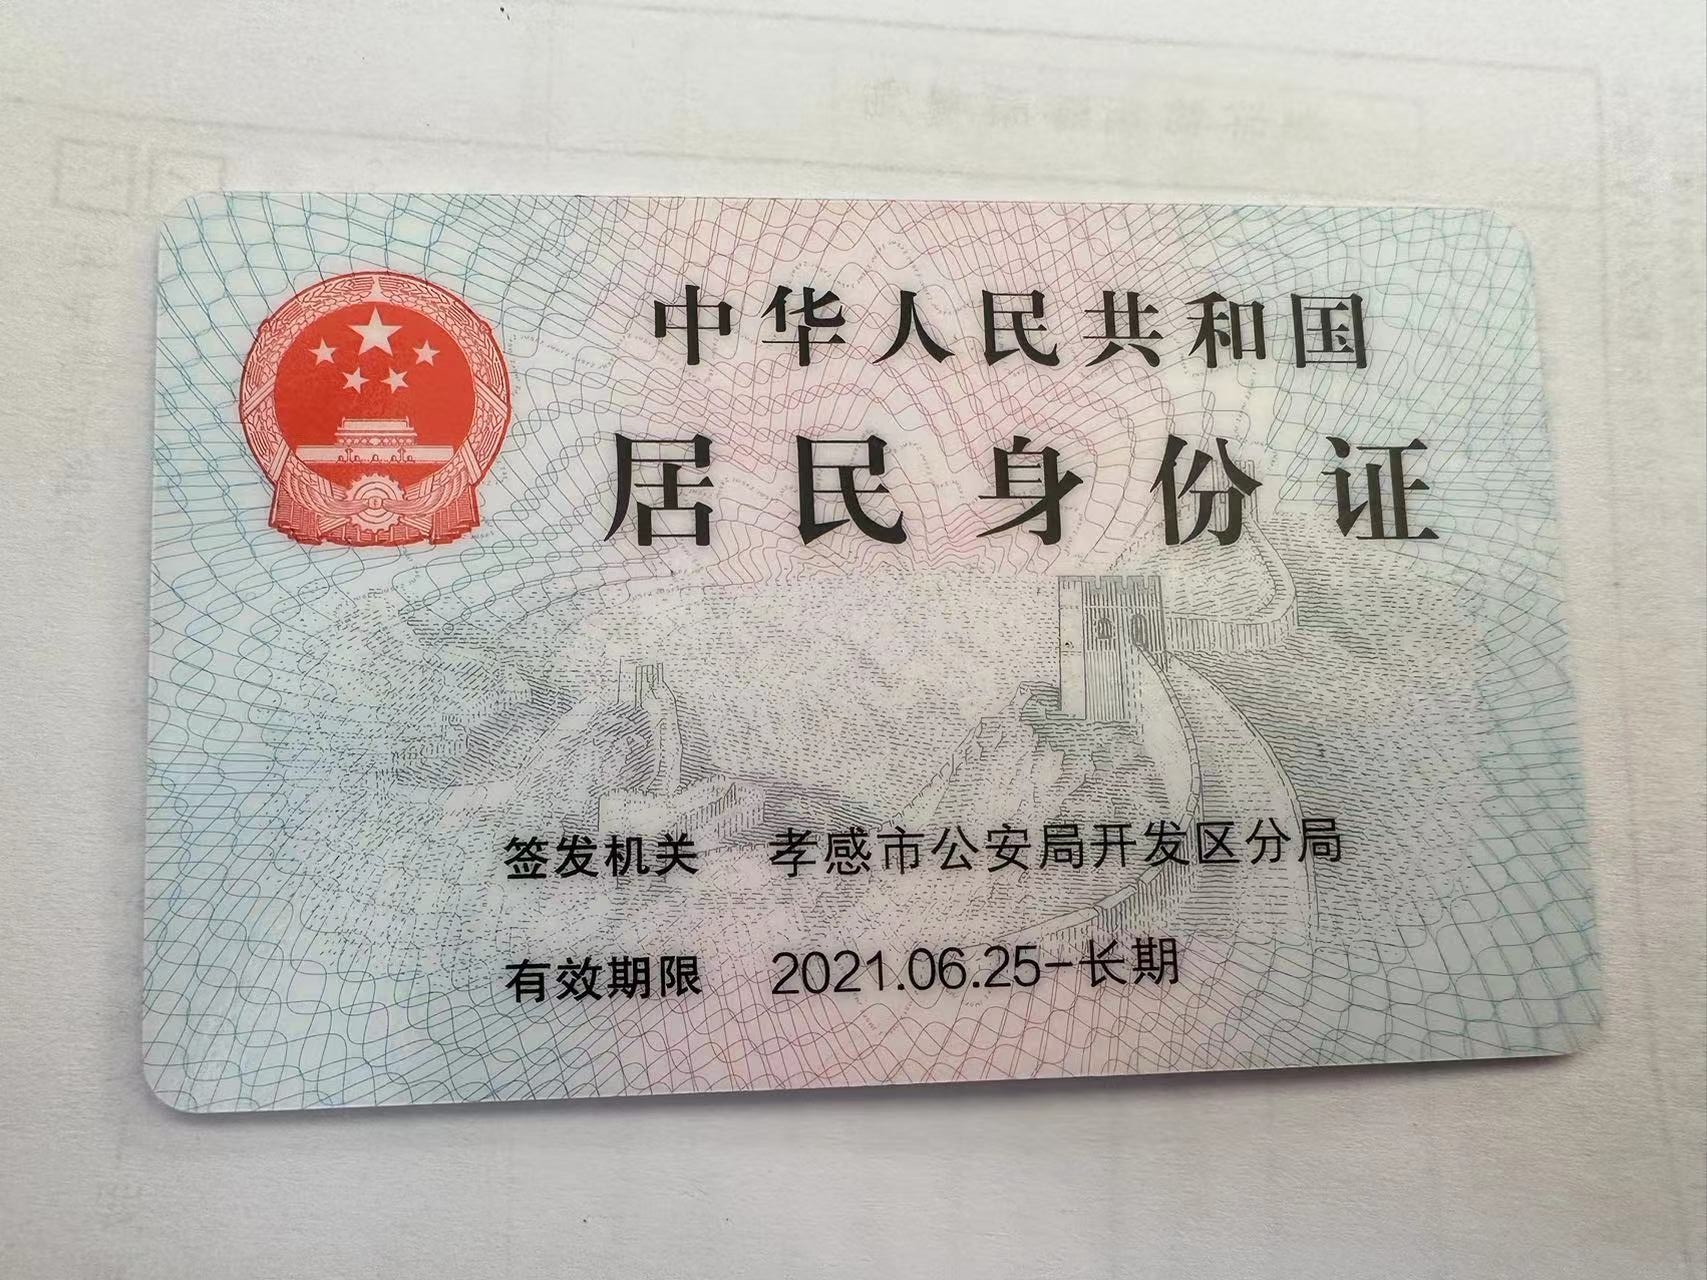 中华人民共和国
居民身份证
签发机关 孝感市公安局开发区分局
有效期限 2021.06.25-长期